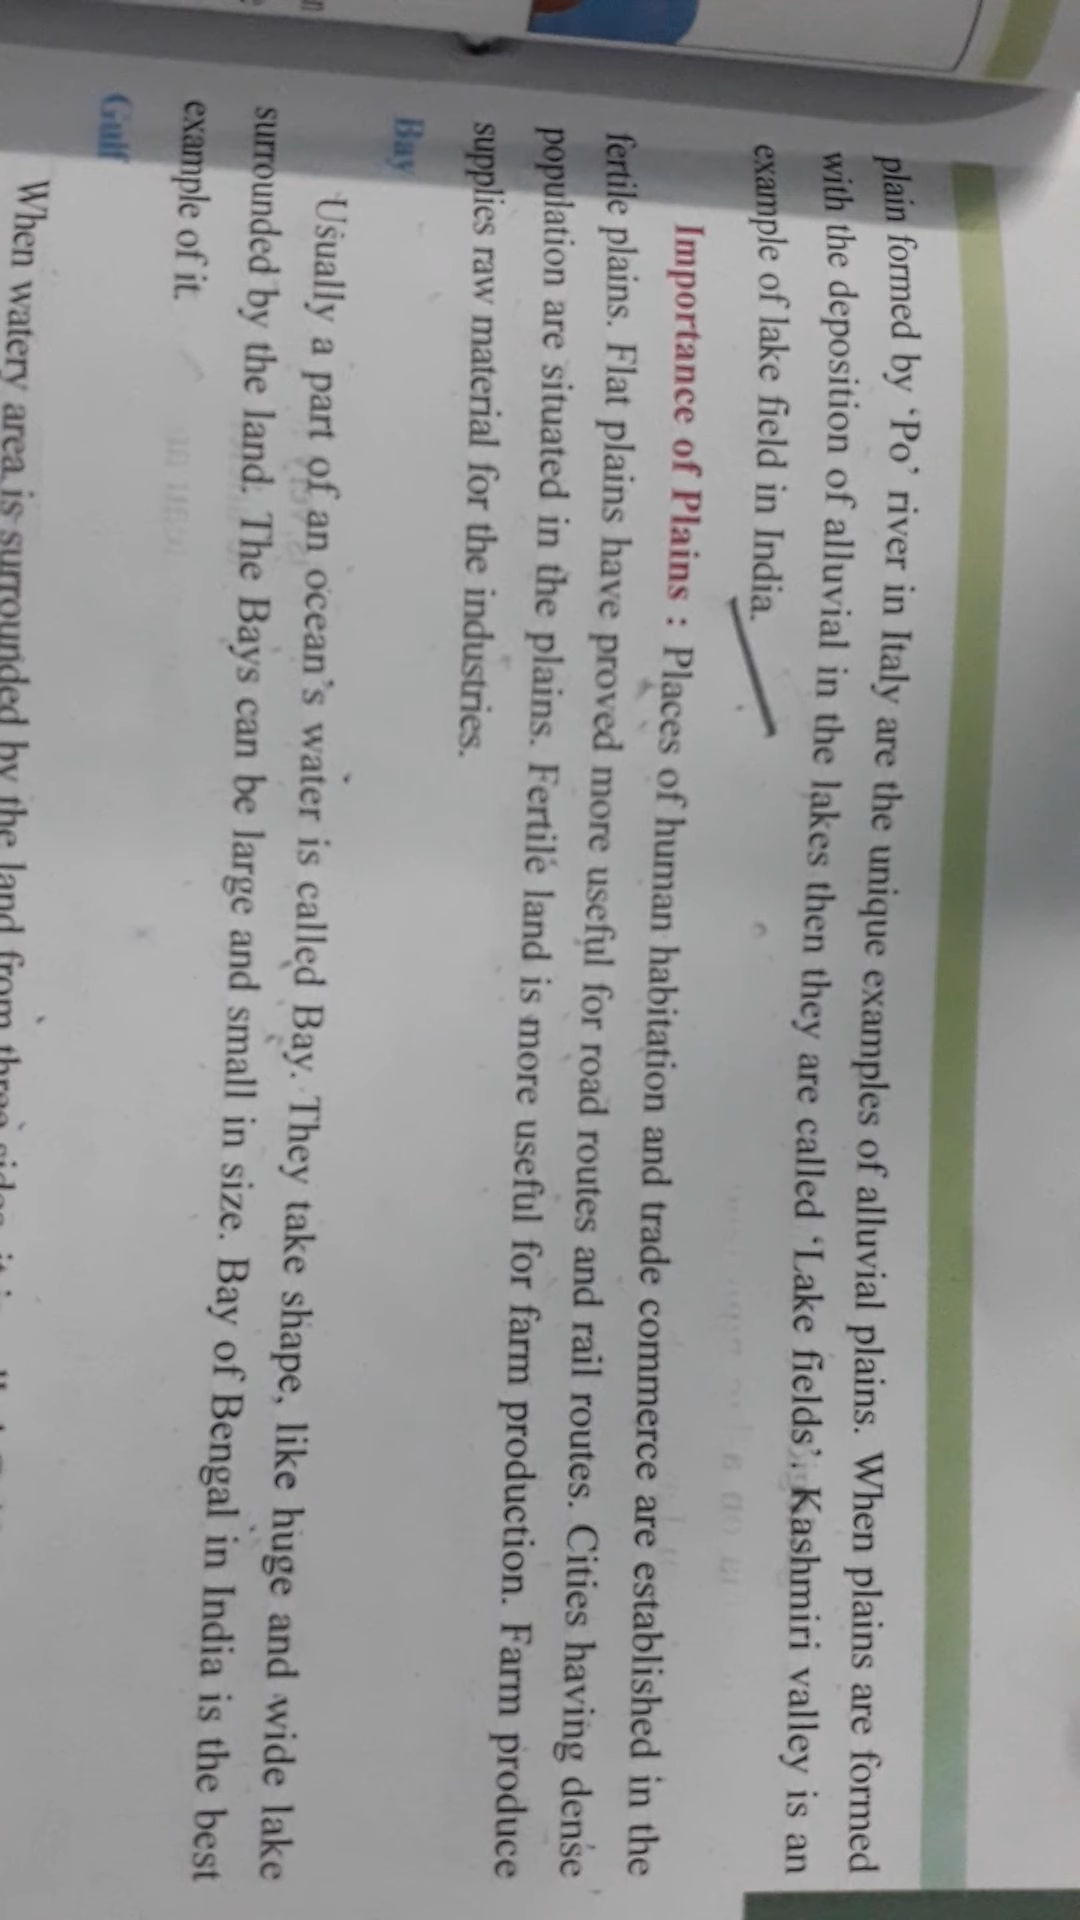 plain formed by ‘Po’ river in Italy are the unique examples of alluvial plains. When plains are formed
with the deposition of alluvial in the lakes then they are called ‘Lake fields’. Kashmiri valley is an
example of lake field in India.
Importance of Plains : Places of human habitation and trade commerce are established in the
fertile plains. Flat plains have proved more useful for road routes and rail routes. Cities having dense
population are situated in the plains. Fertile land is more useful for farm production. Farm produce
supplies raw material for the industries.
Bay
Usually a part of an ocean’s water is called Bay. They take shape, like huge and wide lake
surrounded by the land. The Bays can be large and small in size. Bay of Bengal in India is the best
example of it.
Gulf
When watery area is surrounded by the land from three sides